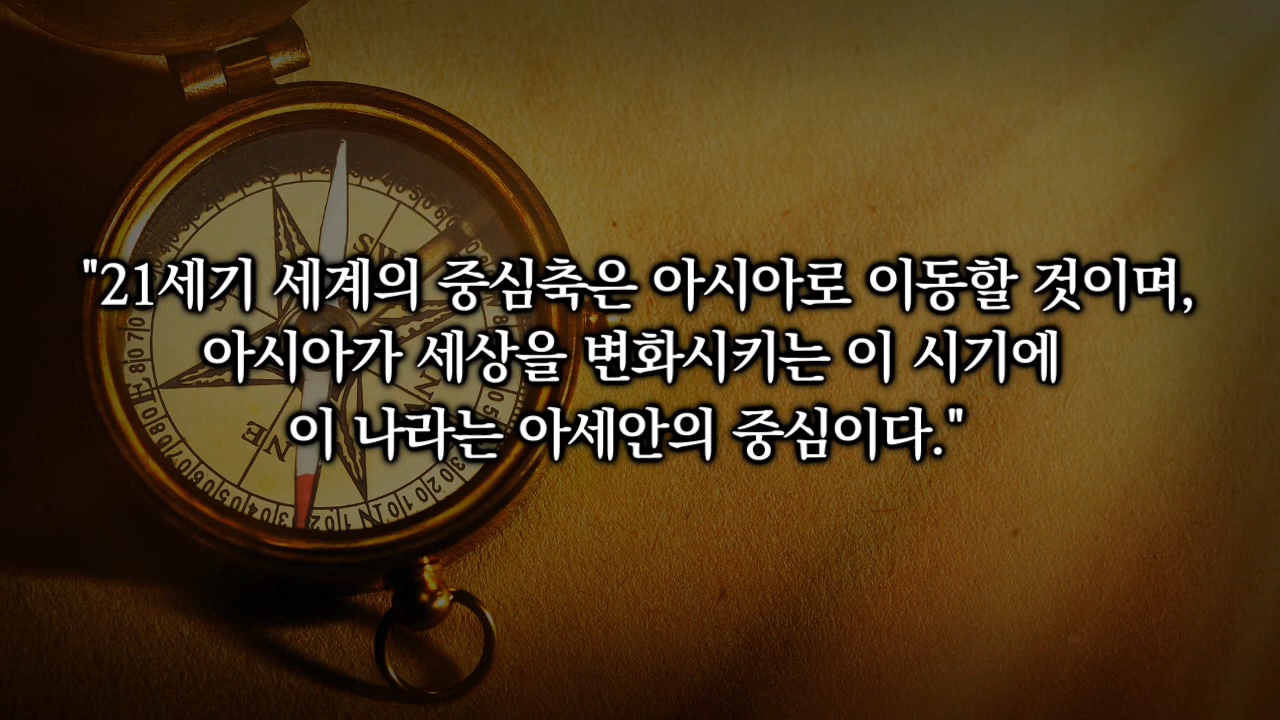 "21세기 세계의 중심축은 아시아로 이동할 것이며,
아시아가 세상을 변화시키는 이 시기에
이 나라는 아세안의 중심이다."